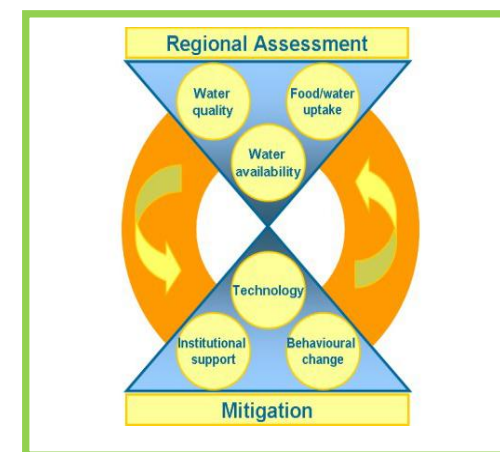 Regional Assessment
Water
quality
Food/water
uptake
Water
availability
Technology
Institutional
support
Behavioural
change
Mitigation